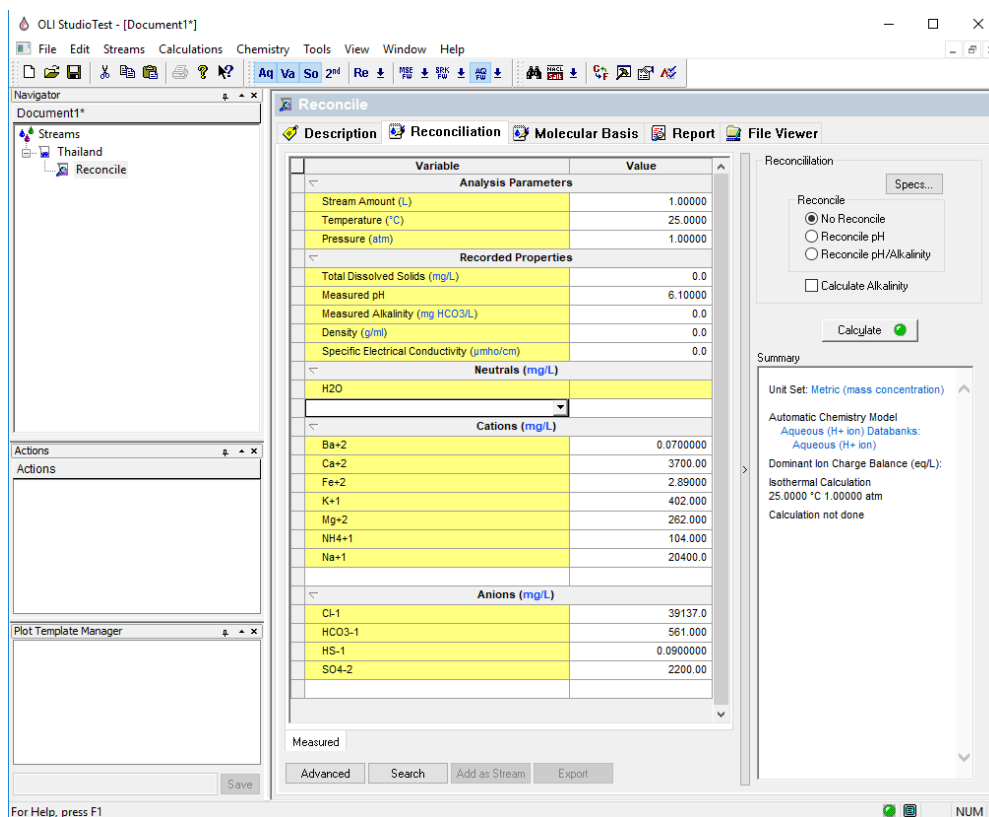 OLI StudioTest - [Document1*]
File Edit Streams Calculations Chemistry Tools View Window Help
Aq Va So 2nd Re MSE FW SRK FW AQ FW NACL Salt
Navigator
Document1*
Streams
Thailand
Reconcile
Actions
Actions
Plot Template Manager
Save
Reconcile
Description Reconciliation Molecular Basis Report File Viewer
Variable Value
Analysis Parameters
Stream Amount (L) 1.00000
Temperature (°C) 25.0000
Pressure (atm) 1.00000
Recorded Properties
Total Dissolved Solids (mg/L) 0.0
Measured pH 6.10000
Measured Alkalinity (mg HCO3/L) 0.0
Density (g/ml) 0.0
Specific Electrical Conductivity (µmho/cm) 0.0
Neutrals (mg/L)
H2O
Cations (mg/L)
Ba+2 0.0700000
Ca+2 3700.00
Fe+2 2.89000
K+1 402.000
Mg+2 262.000
NH4+1 104.000
Na+1 20400.0
Anions (mg/L)
Cl-1 39137.0
HCO3-1 561.000
HS-1 0.0900000
SO4-2 2200.00
Measured
Advanced Search Add as Stream Export
>
Reconcililation
Specs...
Reconcile
No Reconcile
Reconcile pH
Reconcile pH/Alkalinity
Calculate Alkalinity
Calculate
Summary
Unit Set: Metric (mass concentration)
Automatic Chemistry Model
Aqueous (H+ ion) Databanks:
Aqueous (H+ ion)
Dominant Ion Charge Balance (eq/L):
Isothermal Calculation
25.0000 °C 1.00000 atm
Calculation not done
For Help, press F1
NUM